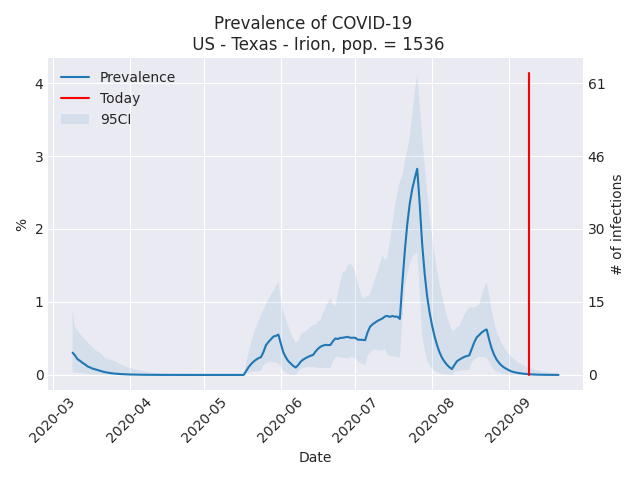 Prevalence of COVID-19
US - Texas - Irion, pop. = 1536
Prevalence
Today
95CI
4
3
2
1
0
%
61
46
30
15
0
# of infections
2020-03
2020-04
2020-05
2020-06
2020-07
2020-08
2020-09
Date